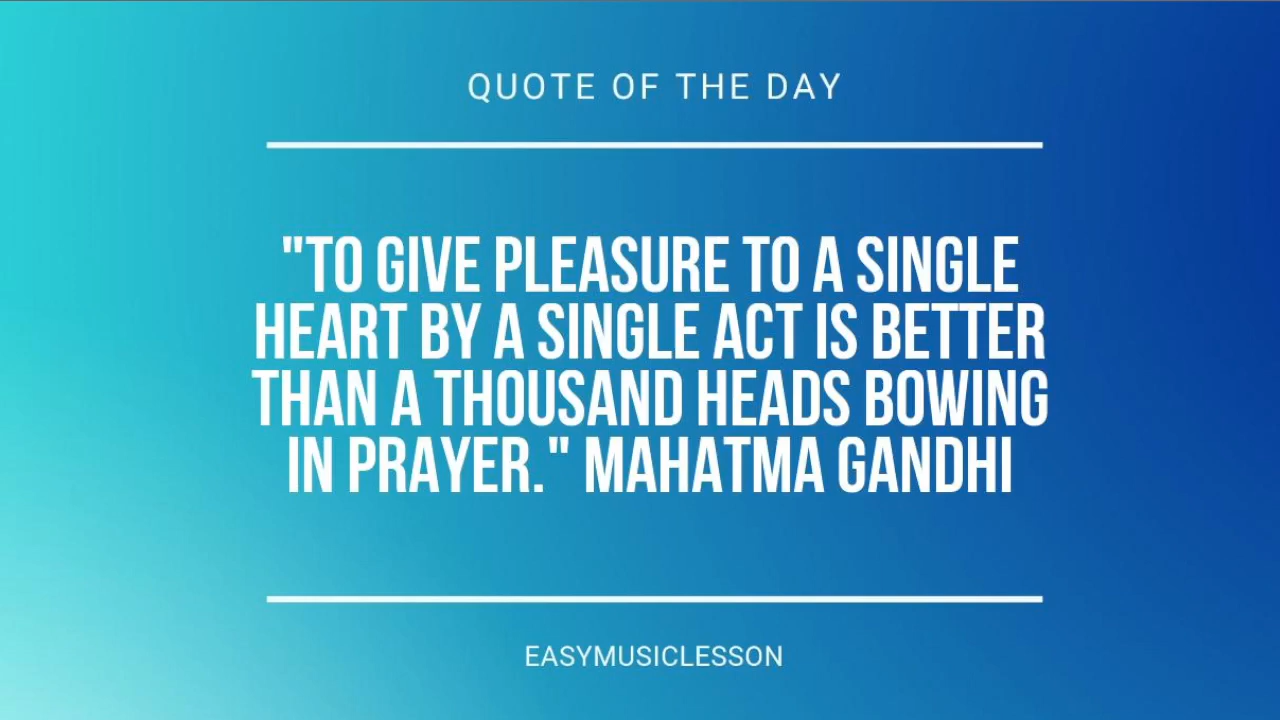 QUOTE OF THE DAY
"TO GIVE PLEASURE TO A SINGLE
HEART BY A SINGLE ACT IS BETTER
THAN A THOUSAND HEADS BOWING
IN PRAYER." MAHATMA GANDHI
EASYMUSICLESSON